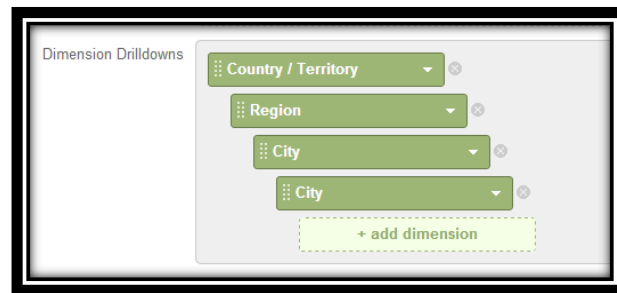 Dimension Drilldowns
Country / Territory
Region
City
City
+ add dimension